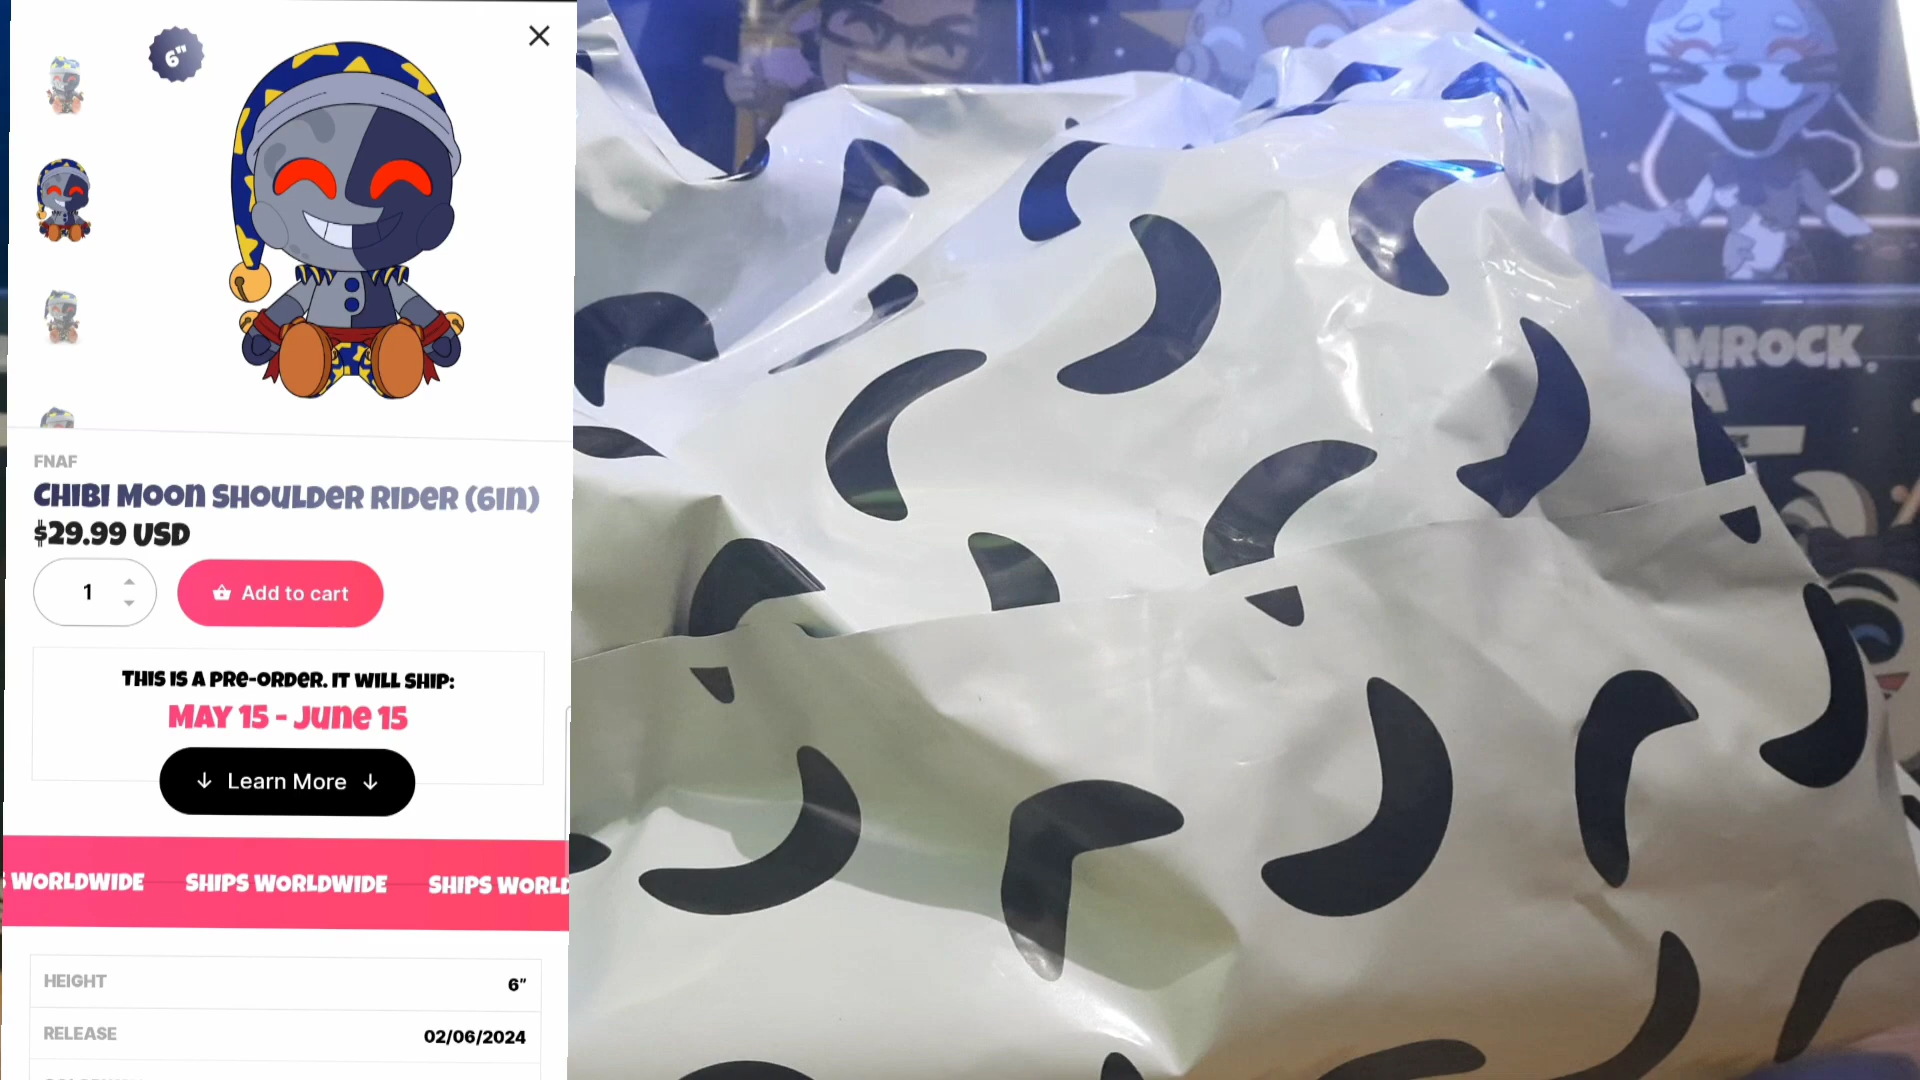 6"
FNAF
CHIBI MOON SHOULDER RIDER (6IN)
$29.99 USD
1
Add to cart
THIS IS A PRE-ORDER. IT WILL SHIP:
MAY 15 - JUNE 15
↓ Learn More ↓
WORLDWIDE SHIPS WORLDWIDE SHIPS WORLD
HEIGHT 6"
RELEASE 02/06/2024
MROCK,
A